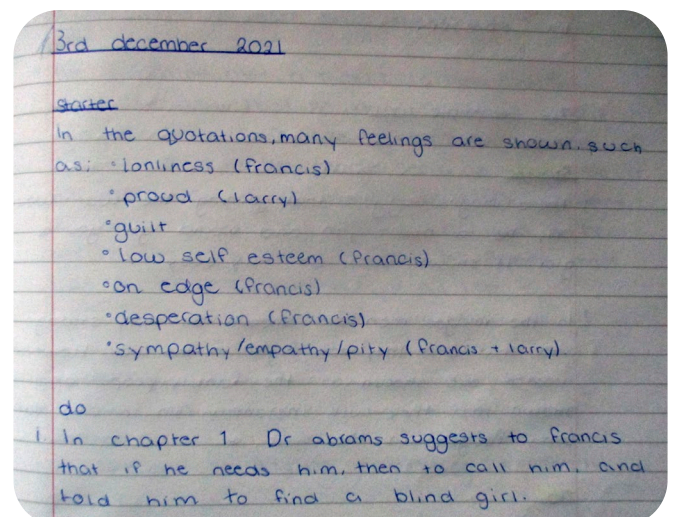 3rd december 2021
starter
In the quotations, many feelings are shown. such
as; • lonliness (francis)
• proud (larry)
• guilt
• low self esteem (francis)
• on edge (francis)
• desperation (francis)
• sympathy/empathy/pity (francis + larry)
do
1 In chapter 1 Dr abrams suggests to francis
that if he needs him, then to call him, and
told him to find a blind girl.